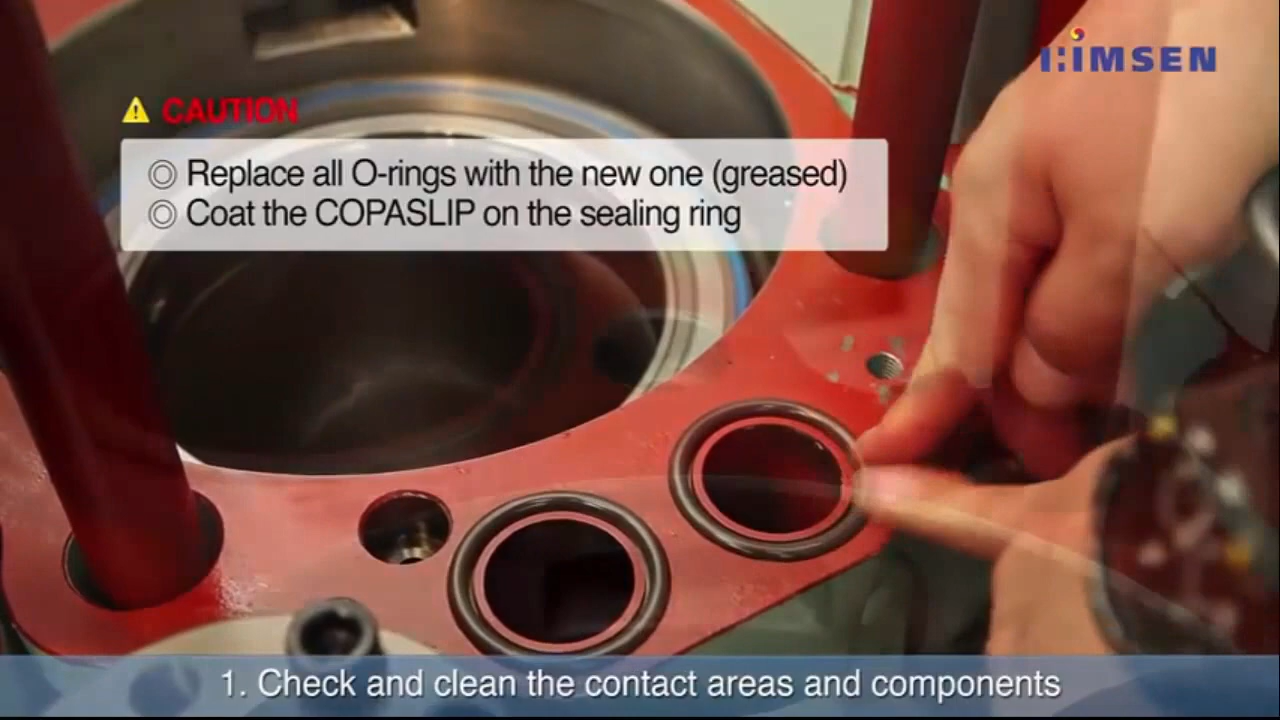 HiMSEN
CAUTION
◎ Replace all O-rings with the new one (greased)
◎ Coat the COPASLIP on the sealing ring
1. Check and clean the contact areas and components